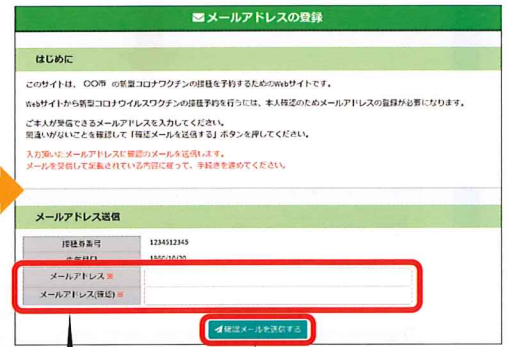 メールアドレスの登録
はじめに
このサイトは、 〇〇市 の新型コロナワクチンの接種を予約するためのWebサイトです。
Webサイトから新型コロナウイルスワクチンの接種予約を行うには、本人確認のためメールアドレスの登録が必要になります。
ご本人が受信できるメールアドレスを入力してください。
間違いがないことを確認して「確認メールを送信する」ボタンを押してください。
入力頂いたメールアドレスに確認のメールを送信します。
メールを受信して記載されている内容に従って、手続きを進めてください。
メールアドレス送信
接種券番号 1234512345
生年月日 1960/10/20
メールアドレス ※
メールアドレス(確認) ※
確認メールを送信する